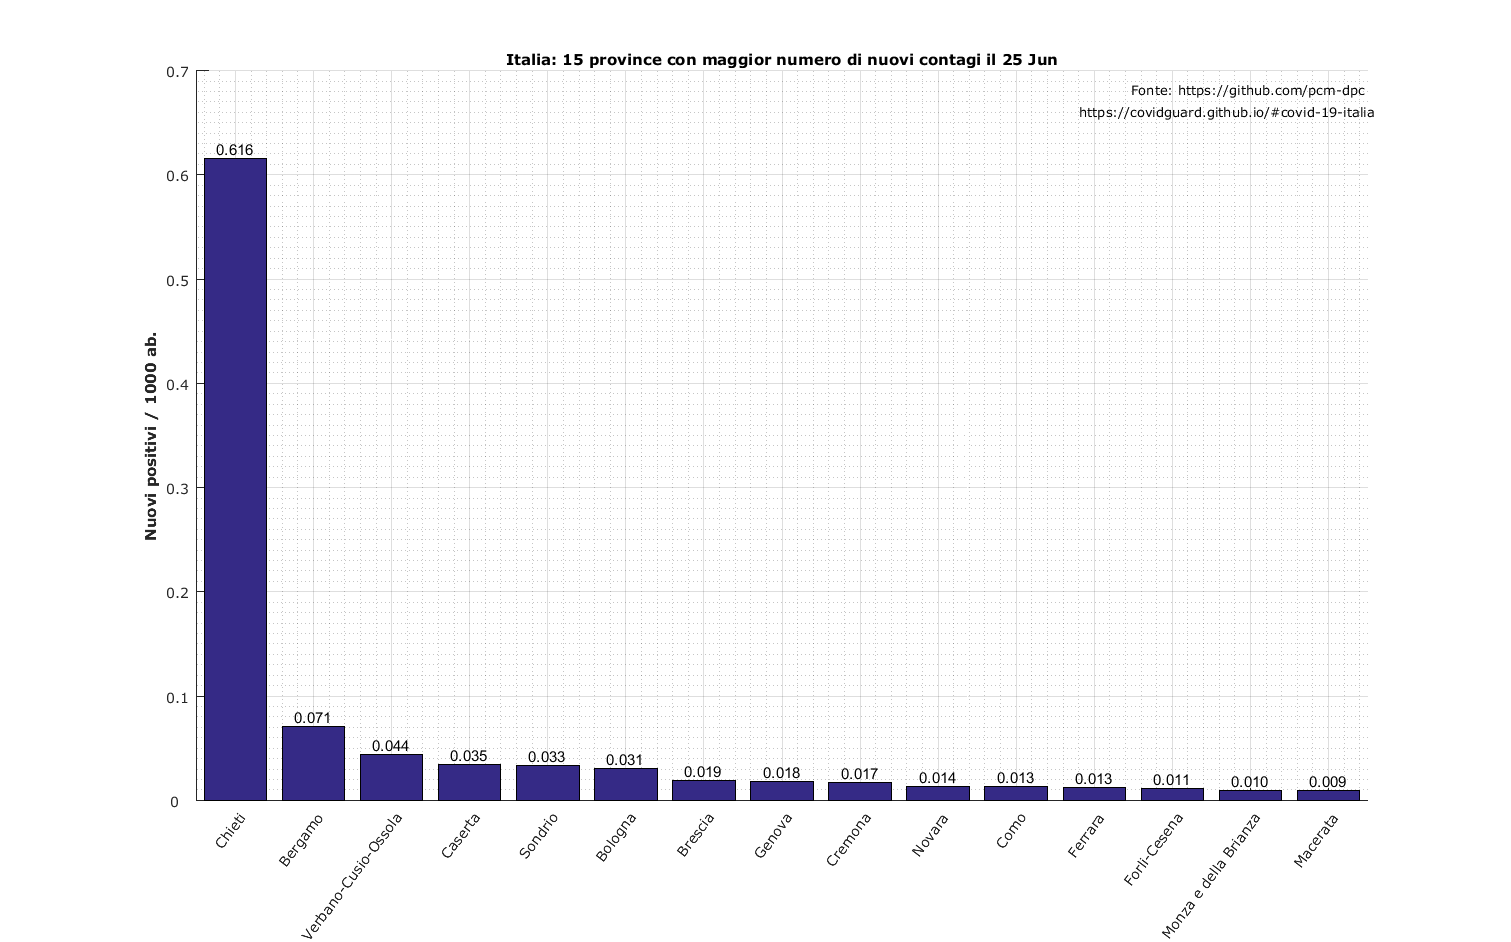 Italia: 15 province con maggior numero di nuovi contagi il 25 Jun
Fonte: https://github.com/pcm-dpc
https://covidguard.github.io/#covid-19-italia
Nuovi positivi / 1000 ab.
0.7
0.6
0.5
0.4
0.3
0.2
0.1
0
0.616
0.071
0.044
0.035
0.033
0.031
0.019
0.018
0.017
0.014
0.013
0.013
0.011
0.010
0.009
Chieti
Bergamo
Verbano-Cusio-Ossola
Caserta
Sondrio
Bologna
Brescia
Genova
Cremona
Novara
Como
Ferrara
Forlì-Cesena
Monza e della Brianza
Macerata